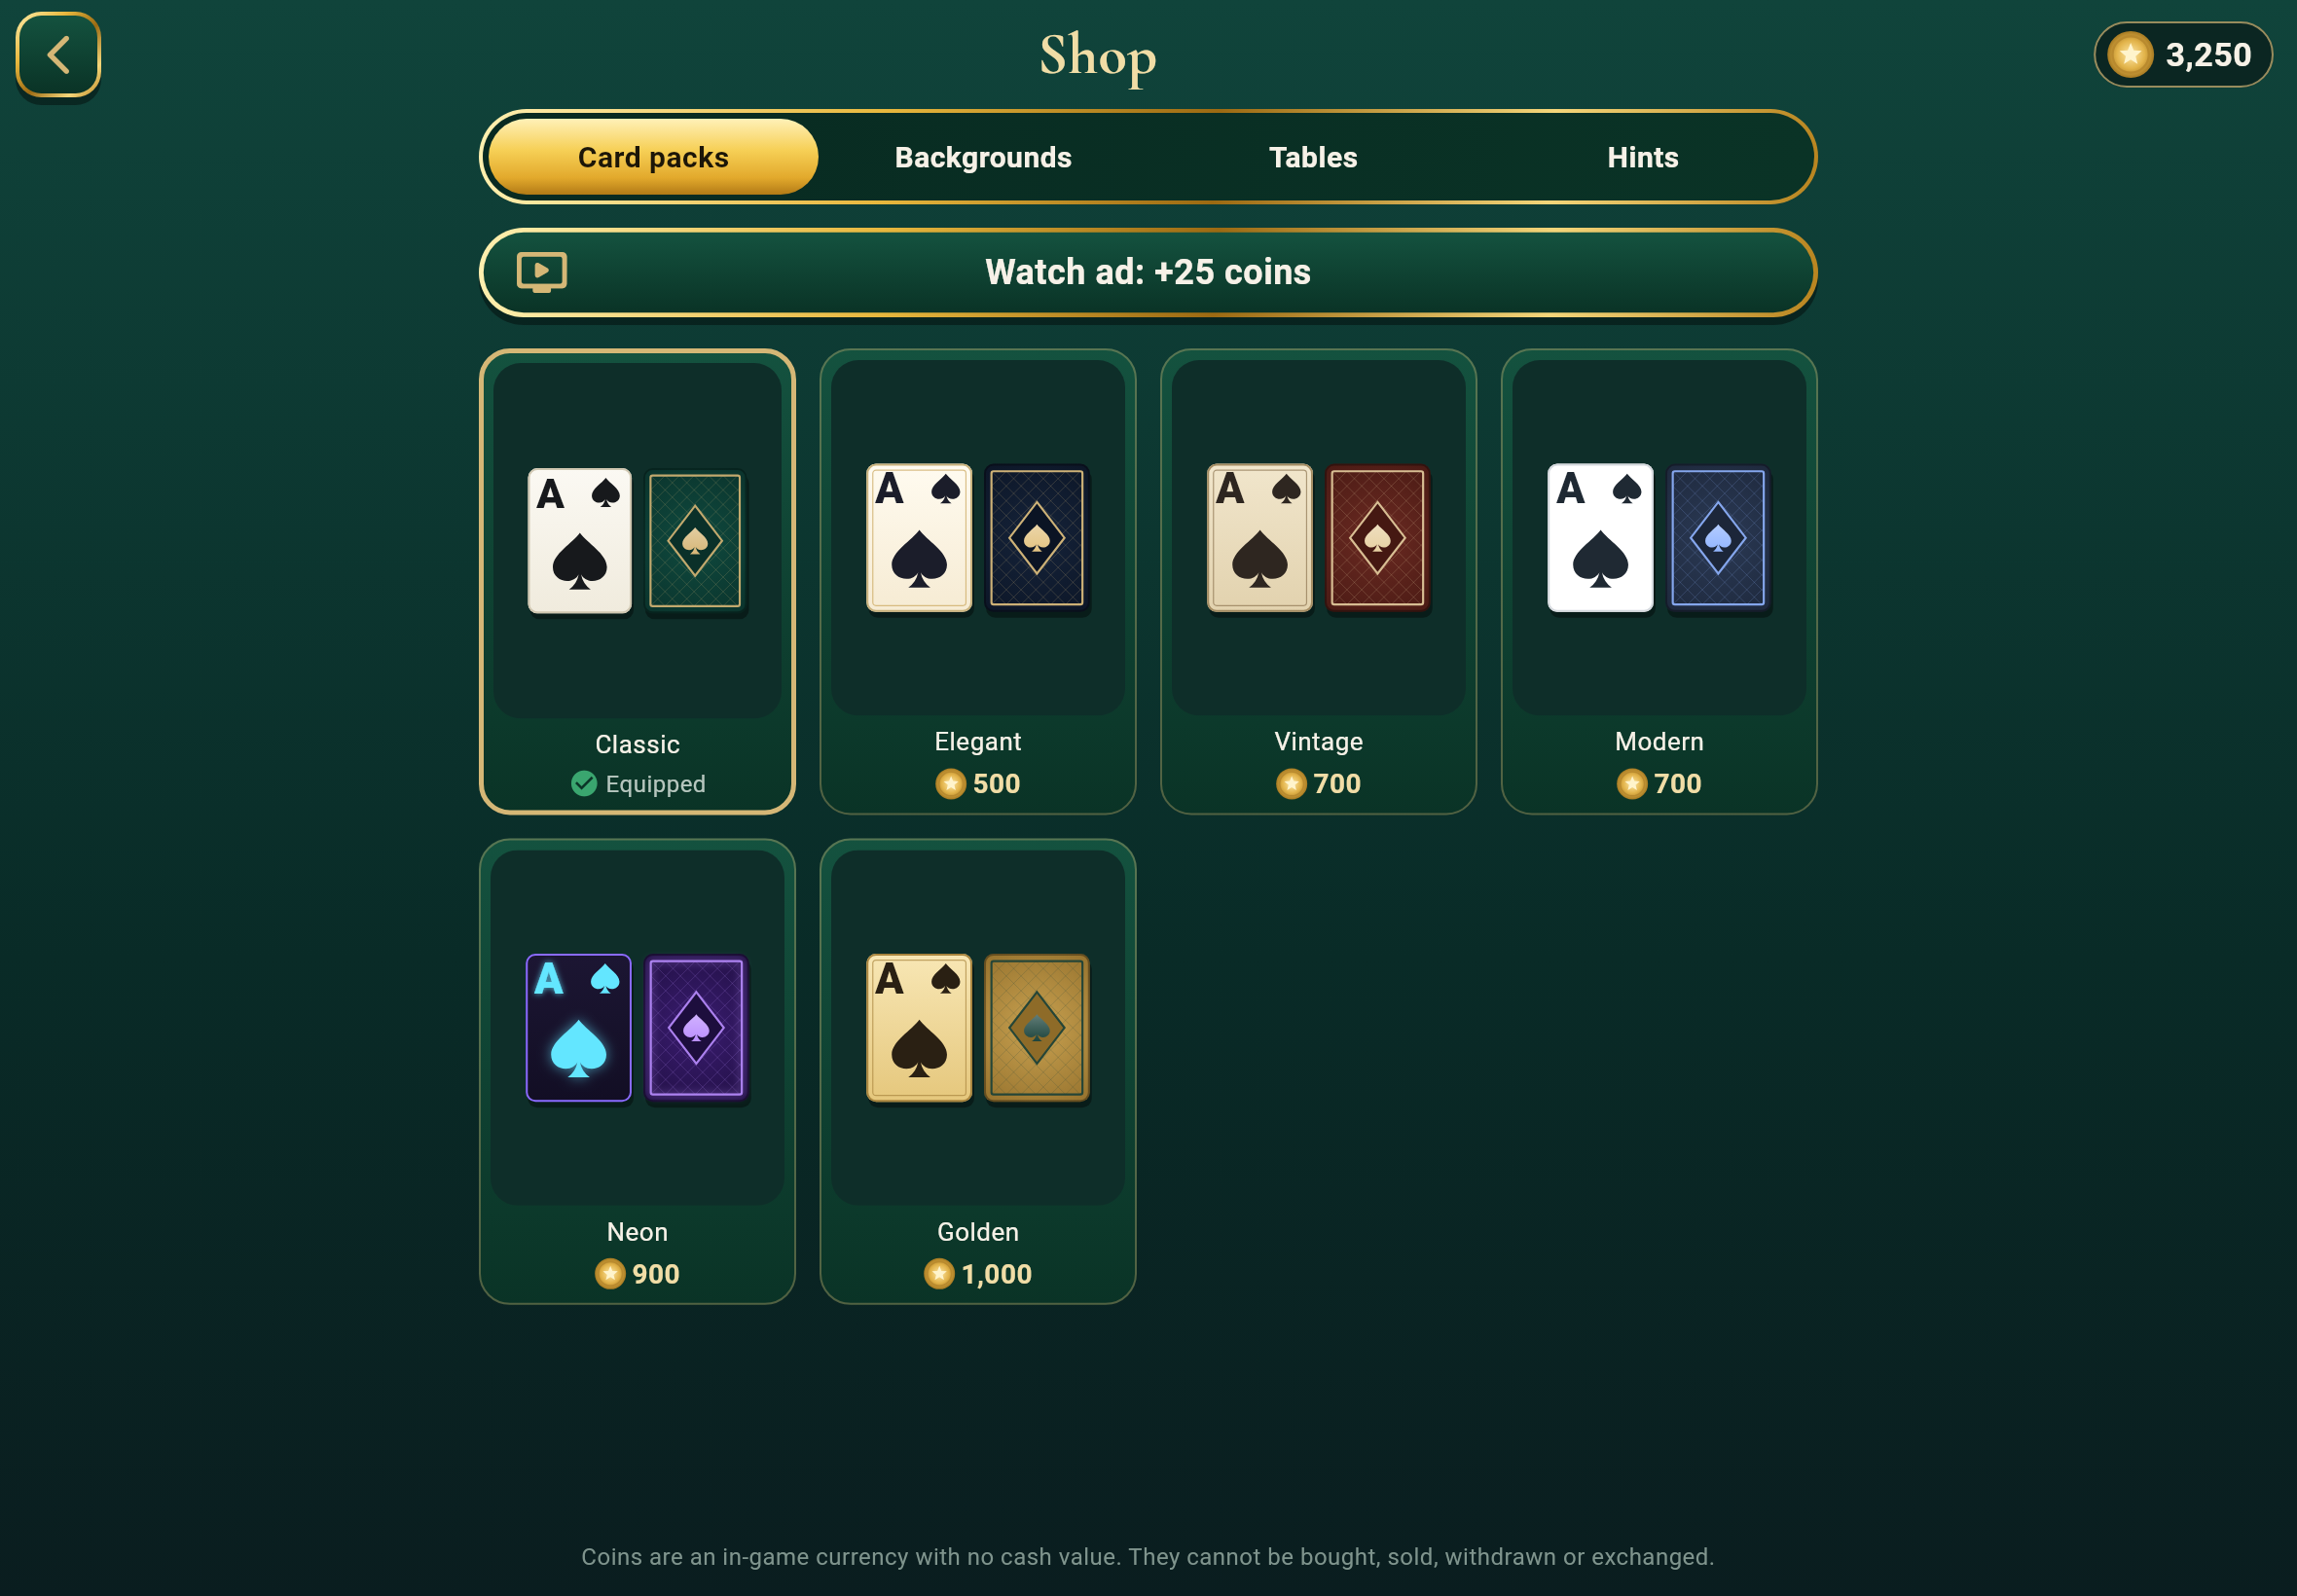 Shop
3,250
Card packs
Backgrounds
Tables
Hints
Watch ad: +25 coins
A
A
A
A
Classic
Equipped
Elegant
500
Vintage
700
Modern
700
A
A
Neon
900
Golden
1,000
Coins are an in-game currency with no cash value. They cannot be bought, sold, withdrawn or exchanged.